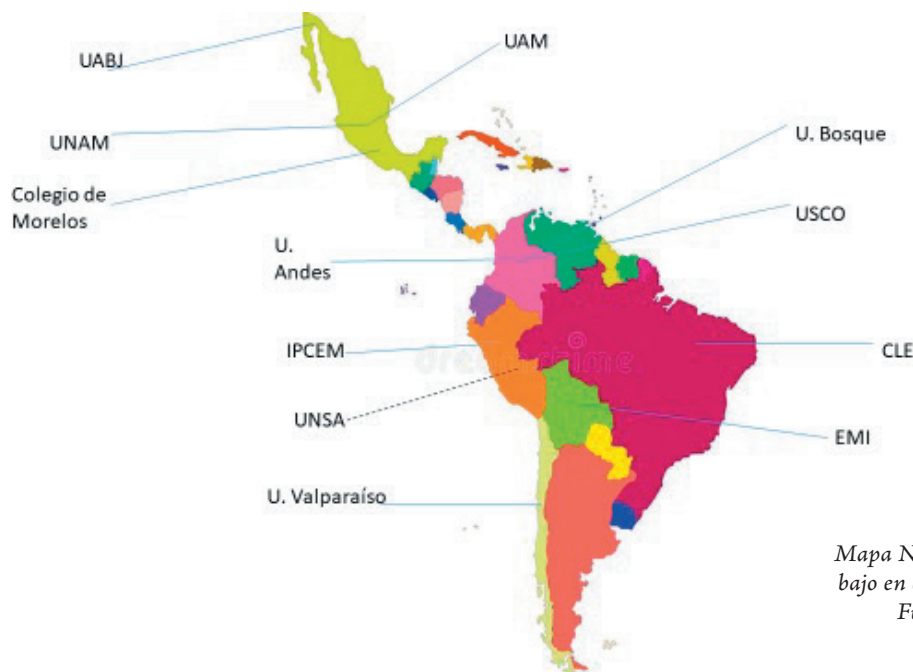 UABJ
UAM
UNAM
U. Bosque
Colegio de
Morelos
USCO
U.
Andes
IPCEM
CLE
UNSA
EMI
U. Valparaíso
Mapa N
bajo en